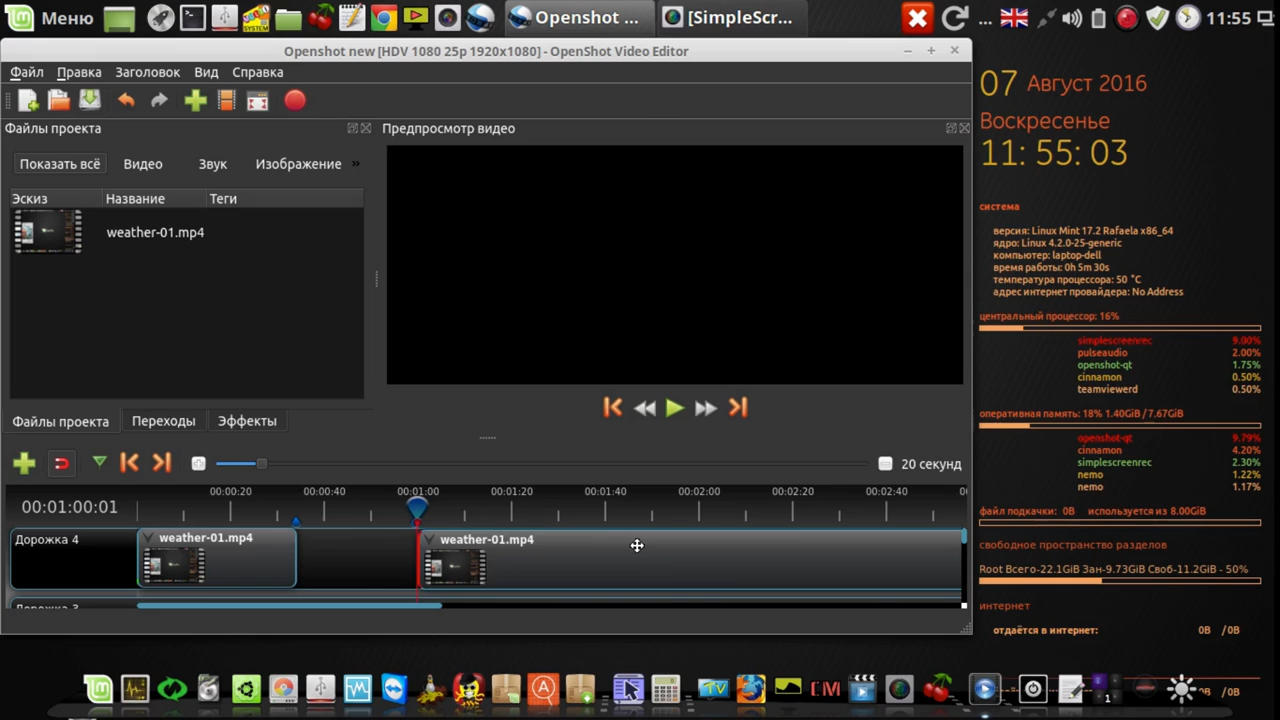 Меню
Openshot ...
[SimpleScr...
...
11:55
Openshot new [HDV 1080 25p 1920x1080] - OpenShot Video Editor
Файл Правка Заголовок Вид Справка
Файлы проекта
Предпросмотр видео
Показать всё Видео Звук Изображение »
Эскиз Название Теги
weather-01.mp4
Файлы проекта Переходы Эффекты
20 секунд
00:00:20 00:00:40 00:01:00 00:01:20 00:01:40 00:02:00 00:02:20 00:02:40
00:01:00:01
Дорожка 4
weather-01.mp4
weather-01.mp4
07 Август 2016
Воскресенье
11: 55: 03
система
версия: Linux Mint 17.2 Rafaela x86_64
ядро: Linux 4.2.0-25-generic
компьютер: laptop-dell
время работы: 0h 5m 30s
температура процессора: 50 °C
адрес интернет провайдера: No Address
центральный процессор: 16%
simplescreenrec 9.00%
pulseaudio 2.00%
openshot-qt 1.75%
cinnamon 0.50%
teamviewerd 0.50%
оперативная память: 18% 1.40GiB / 7.67GiB
openshot-qt 9.79%
cinnamon 4.20%
simplescreenrec 2.30%
nemo 1.22%
nemo 1.17%
файл подкачки: 0B используется из 8.00GiB
свободное пространство разделов
Root Всего-22.1GiB Зан-9.73GiB Своб-11.2GiB - 50%
интернет
отдаётся в интернет: 0B /0B
0B /0B